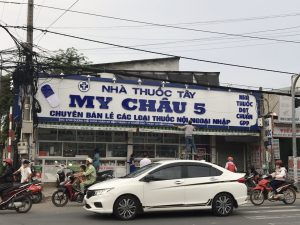 NHÀ THUỐC TÂY
MỸ CHÂU 5
CHUYÊN BÁN LẺ CÁC LOẠI THUỐC NỘI NGOẠI NHẬP
NHÀ
THUỐC
ĐẠT
CHUẨN
GPP